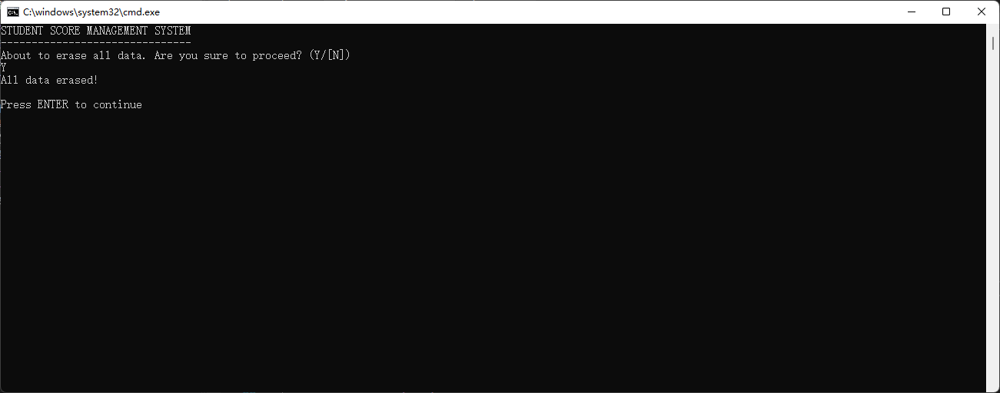 C:\windows\system32\cmd.exe
STUDENT SCORE MANAGEMENT SYSTEM
-------------------------------
About to erase all data. Are you sure to proceed? (Y/[N])
Y
All data erased!
Press ENTER to continue